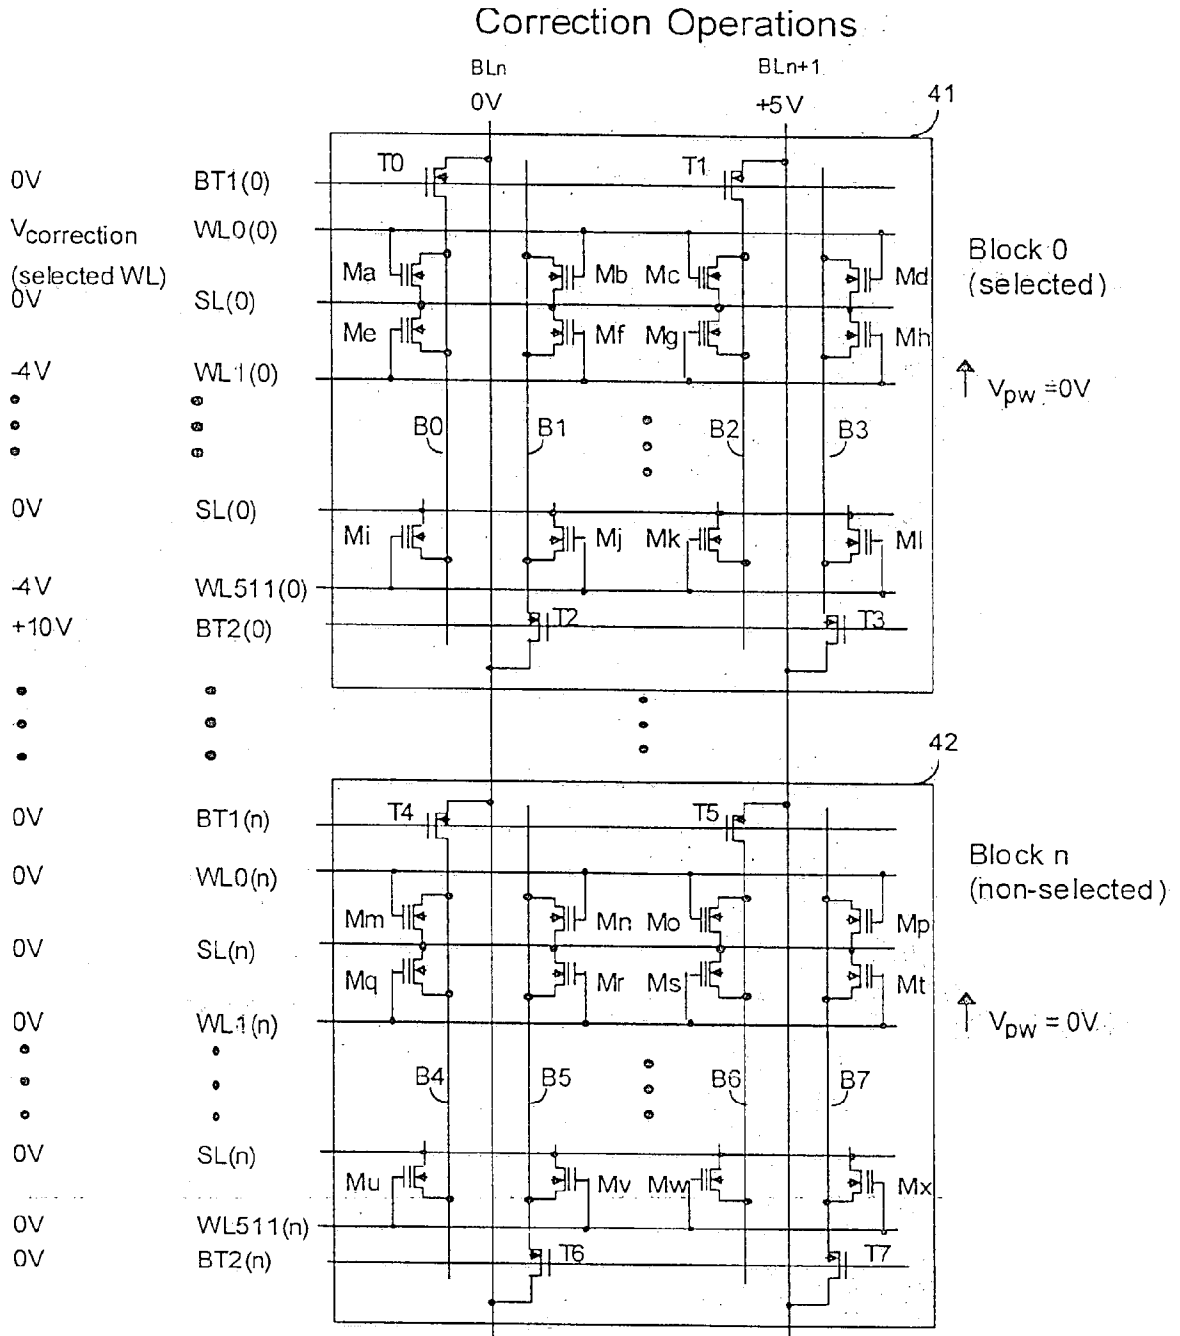 Correction Operations
BLn BLn+1
0V +5V
41
T0 T1
0V BT1(0)
Vcorrection WL0(0)
(selected WL)
Ma Mb Mc Md
Block 0
(selected)
0V SL(0)
Me Mf Mg Mh
-4V WL1(0)
Vpw =0V
B0 B1 B2 B3
0V SL(0)
Mi Mj Mk Ml
-4V WL511(0)
+10V BT2(0)
T2 T3
42
T4 T5
0V BT1(n)
0V WL0(n)
Block n
(non-selected)
Mm Mn Mo Mp
0V SL(n)
Mq Mr Ms Mt
0V WL1(n)
Vpw = 0V
B4 B5 B6 B7
0V SL(n)
Mu Mv Mw Mx
0V WL511(n)
0V BT2(n)
T6 T7